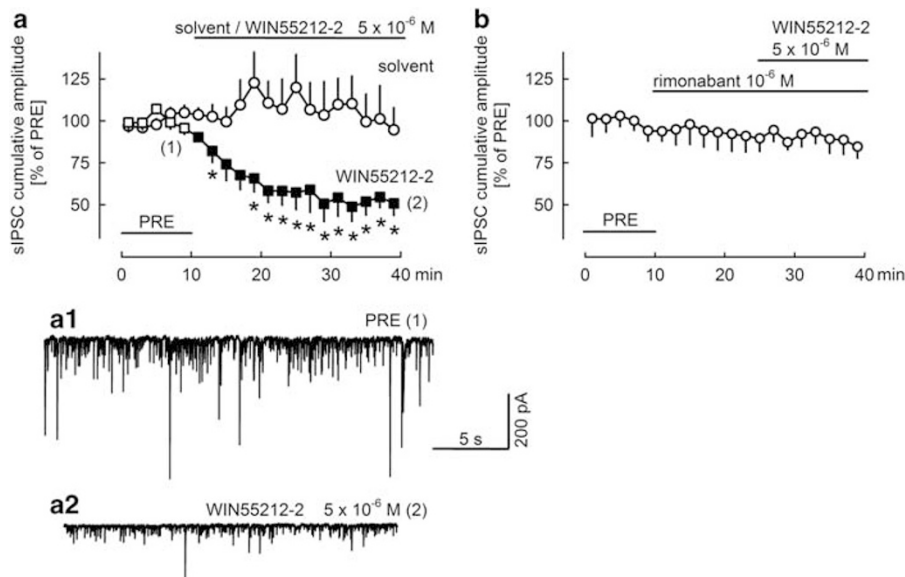 a
solvent / WIN55212-2 5 x 10⁻⁶ M
solvent
sIPSC cumulative amplitude
[% of PRE]
125
100
75
50
(1)
WIN55212-2
(2)
* * * * * * * * *
PRE
0 10 20 30 40 min
b
WIN55212-2
5 x 10⁻⁶ M
rimonabant 10⁻⁶ M
sIPSC cumulative amplitude
[% of PRE]
125
100
75
50
PRE
0 10 20 30 40 min
a1
PRE (1)
5 s
200 pA
a2
WIN55212-2 5 x 10⁻⁶ M (2)